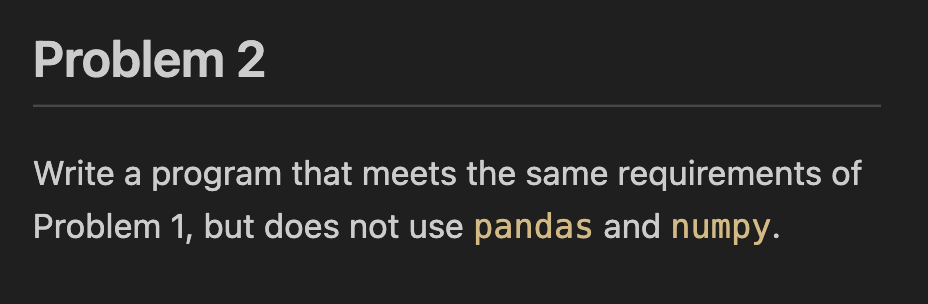 Problem 2
Write a program that meets the same requirements of
Problem 1, but does not use pandas and numpy.